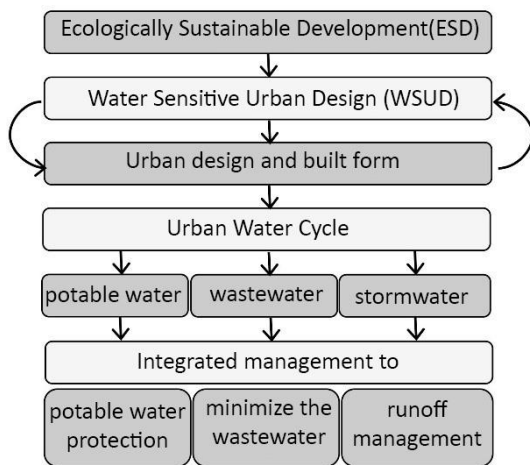 Ecologically Sustainable Development(ESD)
Water Sensitive Urban Design (WSUD)
Urban design and built form
Urban Water Cycle
potable water
wastewater
stormwater
Integrated management to
potable water
protection
minimize the
wastewater
runoff
management